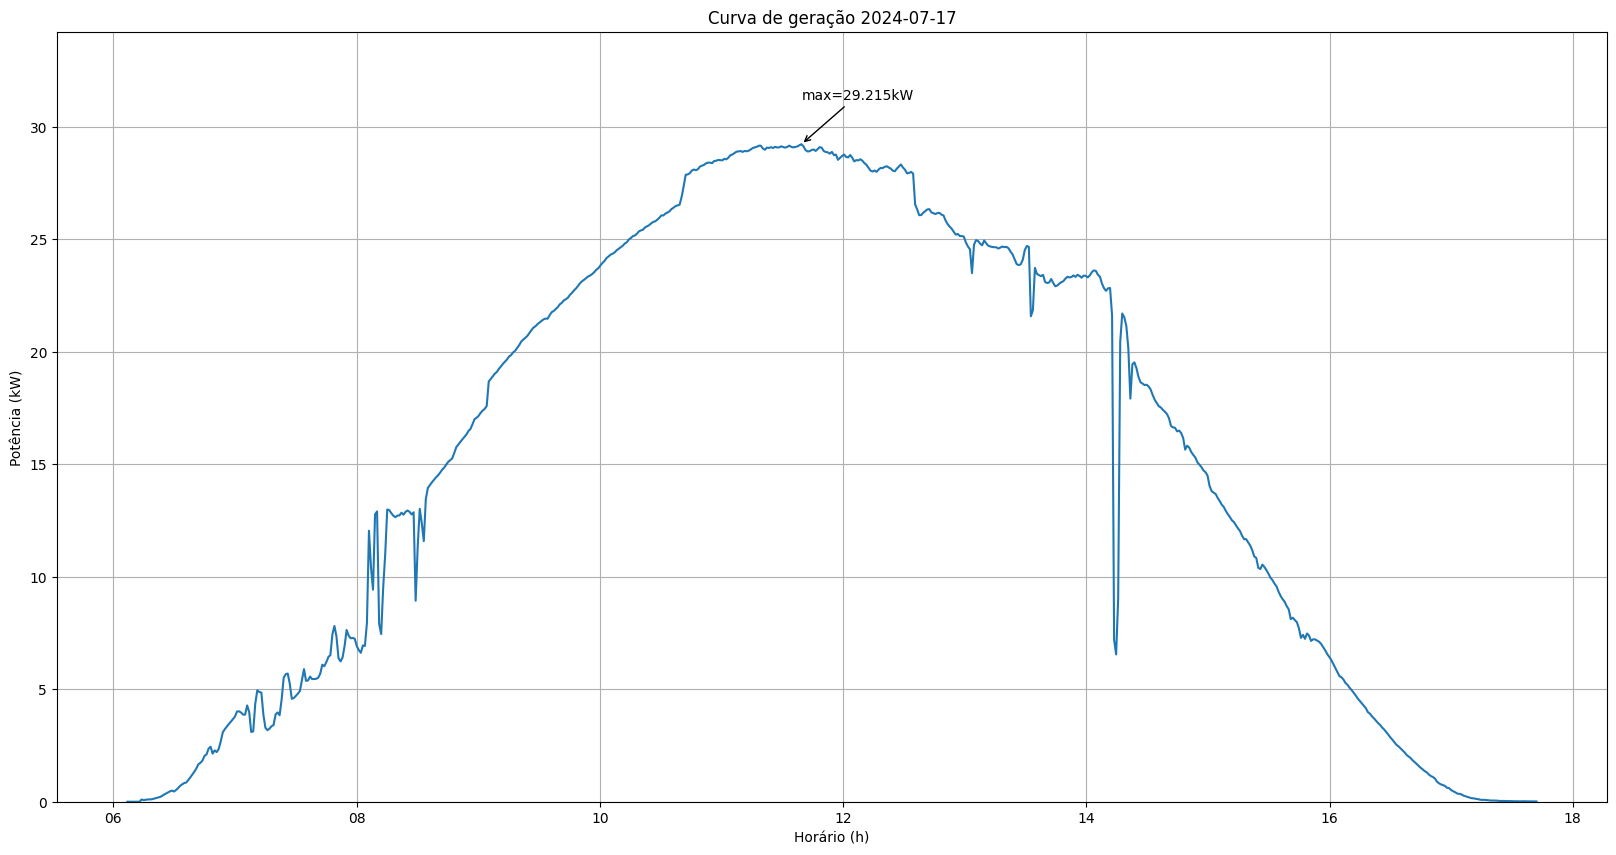 Curva de geração 2024-07-17
max=29.215kW
Potência (kW)
30
25
20
15
10
5
0
06 08 10 12 14 16 18
Horário (h)